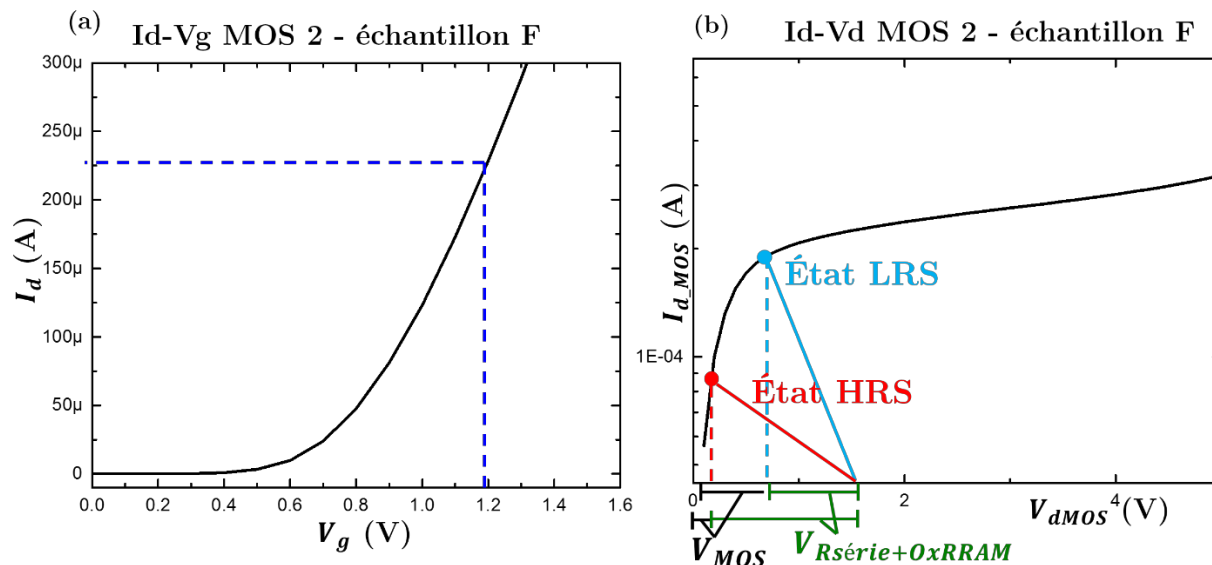 (a)
Id-Vg MOS 2 - échantillon F
300µ
250µ
200µ
150µ
100µ
50µ
0
I_d (A)
0.0 0.2 0.4 0.6 0.8 1.0 1.2 1.4 1.6
V_g (V)
(b)
Id-Vd MOS 2 - échantillon F
I_d_MOS (A)
1E-04
État LRS
État HRS
0 2 4
V_dMOS (V)
V_MOS
V_Rsérie+OxRRAM